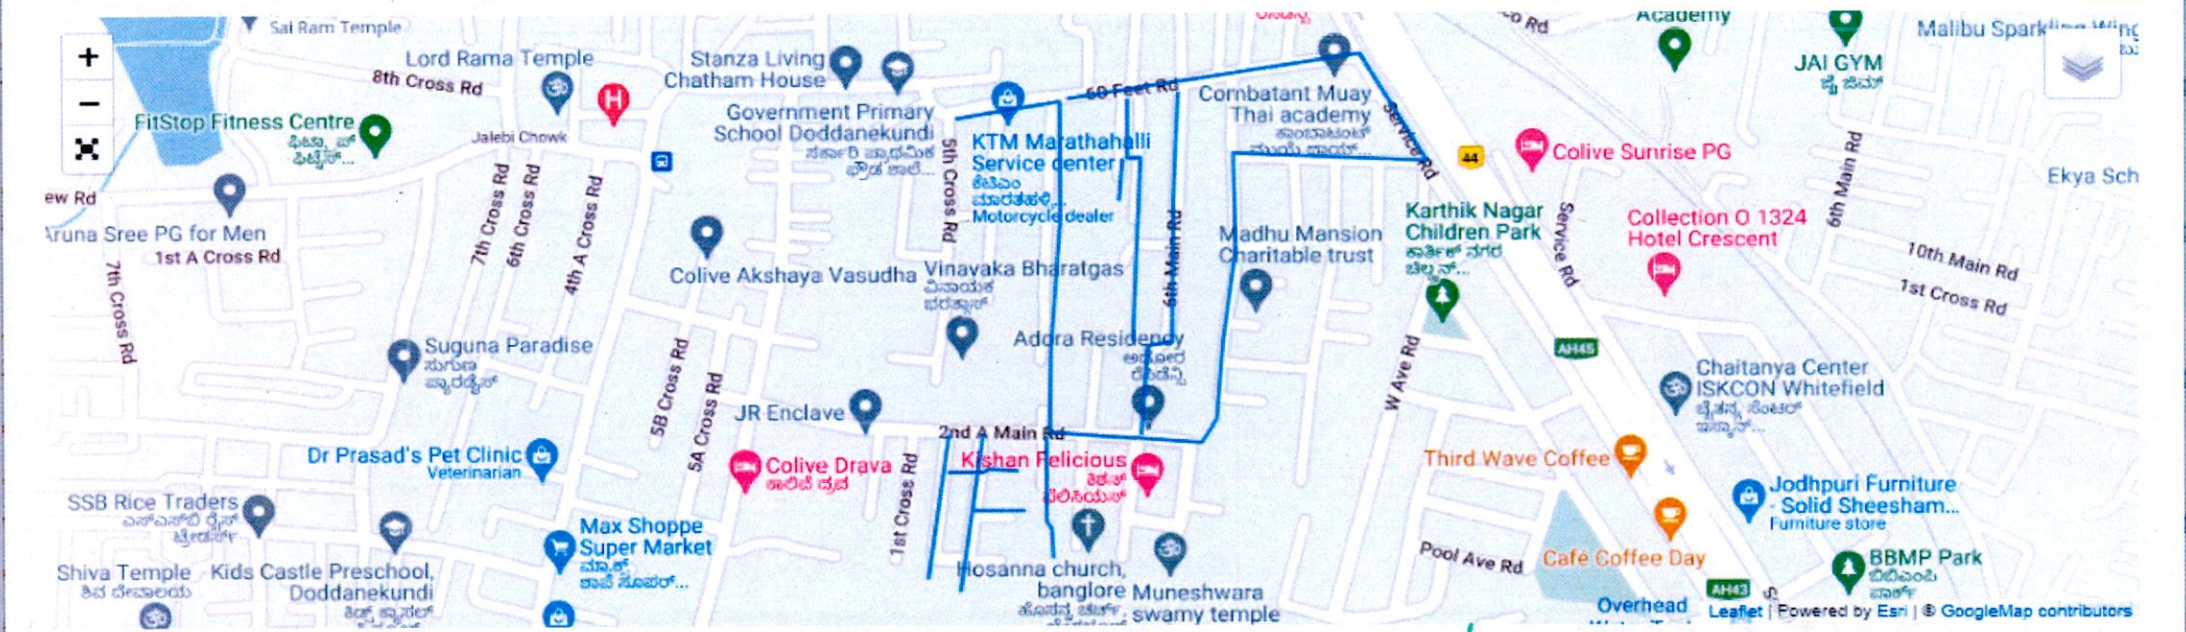 Sai Ram Temple
Lord Rama Temple
8th Cross Rd
Stanza Living
Chatham House
60 Feet Rd
Combatant Muay
Thai academy
Service Rd
Academy
JAI GYM
ಜೈ ಜಿಮ್
Malibu
+
−
FitStop Fitness Centre
Jalebi Chowk
H
Government Primary
School Doddanekundi
5th Cross Rd
KTM Marathahalli
Service center
Motorcycle dealer
44
Colive Sunrise PG
6th Main Rd
Ekya Sch
ew Rd
Aruna Sree PG for Men
1st A Cross Rd
7th Cross Rd
7th Cross Rd
6th Cross Rd
4th A Cross Rd
Colive Akshaya Vasudha
Vinayaka Bharatgas
ವಿನಾಯಕ
6th Main Rd
Madhu Mansion
Charitable trust
Karthik Nagar
Children Park
ಕಾರ್ತಿಕ್ ನಗರ
Service Rd
Collection O 1324
Hotel Crescent
10th Main Rd
1st Cross Rd
Suguna Paradise
ಸುಗುಣ
ಪ್ಯಾರಡೈಸ್
5B Cross Rd
5A Cross Rd
JR Enclave
Adora Residency
W Ave Rd
AH45
Chaitanya Center
ISKCON Whitefield
2nd A Main Rd
Dr Prasad's Pet Clinic
Veterinarian
Colive Drava
ಕಾಲಿವೆ ದ್ರವ
1st Cross Rd
Kishan Felicious
Third Wave Coffee
Jodhpuri Furniture
- Solid Sheesham...
Furniture store
SSB Rice Traders
Max Shoppe
Super Market
Pool Ave Rd
Café Coffee Day
BBMP Park
ಬಿಬಿಎಂಪಿ
ಪಾರ್ಕ್
Shiva Temple
ಶಿವ ದೇವಾಲಯ
Kids Castle Preschool,
Doddanekundi
Hosanna church,
banglore
Muneshwara
swamy temple
AH43
Overhead
Leaflet | Powered by Esri | © GoogleMap contributors